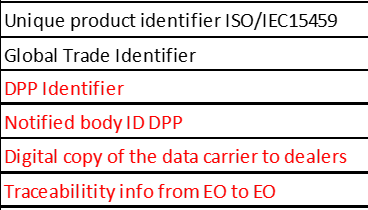 Unique product identifier ISO/IEC15459
Global Trade Identifier
DPP Identifier
Notified body ID DPP
Digital copy of the data carrier to dealers
Traceabilitity info from EO to EO